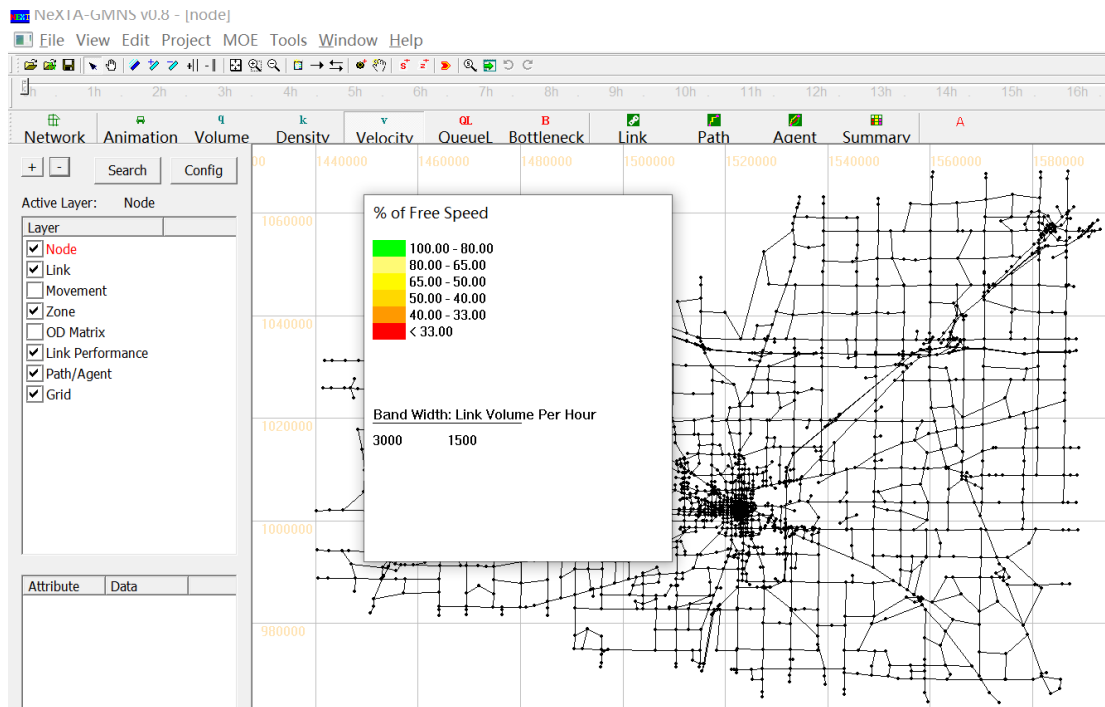 NeXTA-GMNS v0.8 - [node]
File View Edit Project MOE Tools Window Help
0h 1h 2h 3h 4h 5h 6h 7h 8h 9h 10h 11h 12h 13h 14h 15h 16h
q k v QL B A
Network Animation Volume Density Velocity QueueL Bottleneck Link Path Agent Summary
+ - Search Config
Active Layer: Node
Layer
Node
Link
Movement
Zone
OD Matrix
Link Performance
Path/Agent
Grid
Attribute Data
00 1440000 1460000 1480000 1500000 1520000 1540000 1560000 1580000
1060000
1040000
1020000
1000000
980000
% of Free Speed
100.00 - 80.00
80.00 - 65.00
65.00 - 50.00
50.00 - 40.00
40.00 - 33.00
< 33.00
Band Width: Link Volume Per Hour
3000 1500